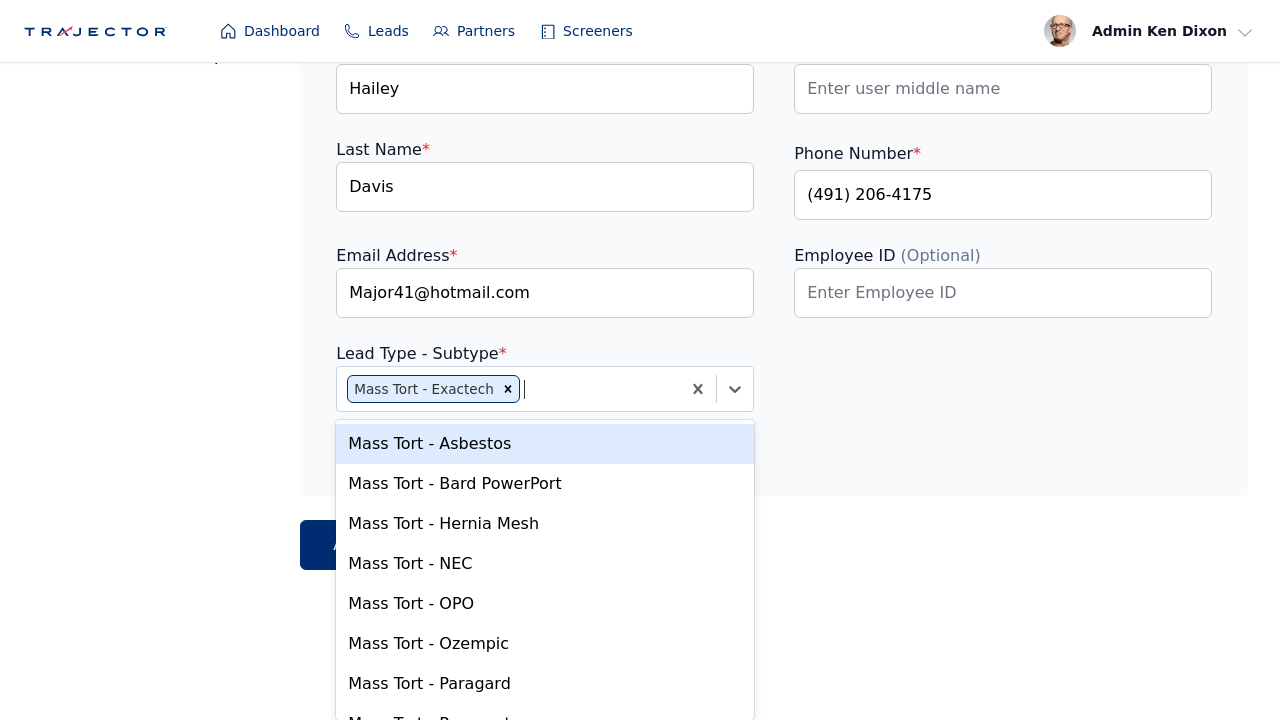 TRAJECTOR
Dashboard
Leads
Partners
Screeners
Admin Ken Dixon
Hailey
Enter user middle name
Last Name*
Phone Number*
Davis
(491) 206-4175
Email Address*
Employee ID (Optional)
Major41@hotmail.com
Enter Employee ID
Lead Type - Subtype*
Mass Tort - Exactech
Mass Tort - Asbestos
Mass Tort - Bard PowerPort
Mass Tort - Hernia Mesh
Mass Tort - NEC
Mass Tort - OPO
Mass Tort - Ozempic
Mass Tort - Paragard
Mass Tort -